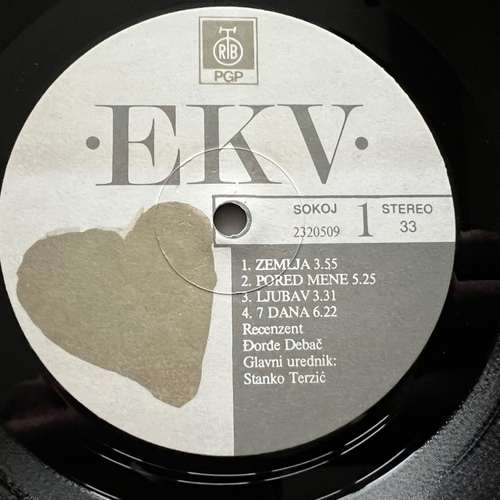 RTB
PGP
·EKV·
SOKOJ 1 STEREO
2320509 33
1. ZEMLJA 3.55
2. PORED MENE 5.25
3. LJUBAV 3.31
4. 7 DANA 6.22
Recenzent
Đorđe Debač
Glavni urednik:
Stanko Terzić